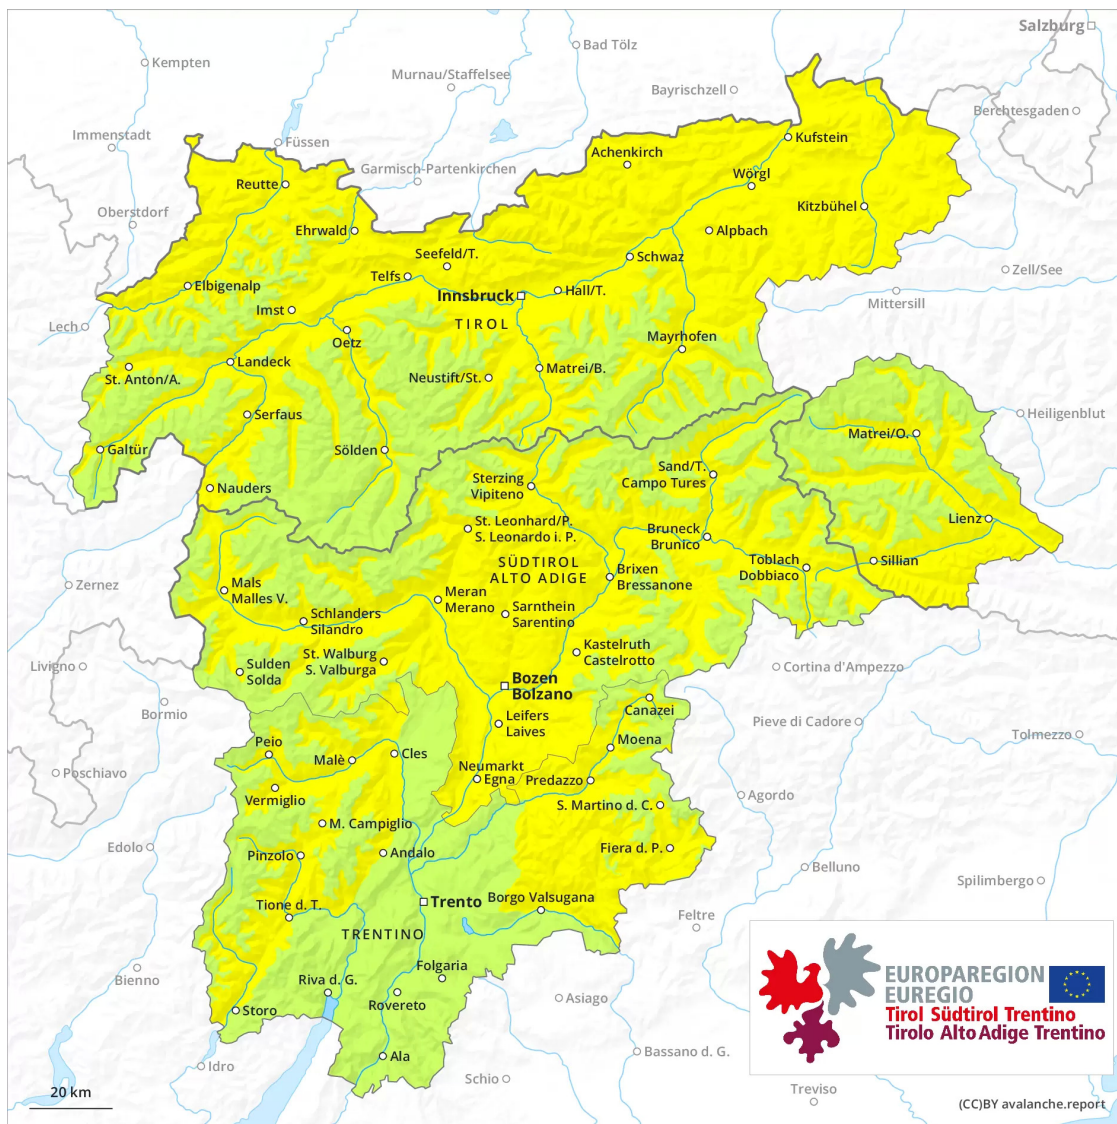 Salzburg
Bad Tölz
Kempten
Murnau/Staffelsee
Bayrischzell
Berchtesgaden
Immenstadt
Füssen
Kufstein
Achenkirch
Garmisch-Partenkirchen
Wörgl
Reutte
Kitzbühel
Oberstdorf
Ehrwald
Alpbach
Seefeld/T.
Schwaz
Telfs
Zell/See
Elbigenalp
Hall/T.
Innsbruck
Mittersill
Imst
TIROL
Lech
Oetz
Mayrhofen
Landeck
St. Anton/A.
Matrei/B.
Neustift/St.
Serfaus
Heiligenblut
Matrei/O.
Galtür
Sölden
Sand/T.
Campo Tures
Sterzing
Vipiteno
Nauders
Lienz
St. Leonhard/P.
S. Leonardo i. P.
Bruneck
Brunico
SÜDTIROL
ALTO ADIGE
Toblach
Dobbiaco
Sillian
Brixen
Bressanone
Zernez
Mals
Malles V.
Meran
Merano
Sarnthein
Sarentino
Schlanders
Silandro
Kastelruth
Castelrotto
St. Walburg
S. Valburga
Livigno
Sulden
Solda
Cortina d'Ampezzo
Bozen
Bolzano
Bormio
Canazei
Leifers
Laives
Pieve di Cadore
Tolmezzo
Moena
Peio
Cles
Malè
Poschiavo
Neumarkt
Egna
Predazzo
Vermiglio
Agordo
S. Martino d. C.
M. Campiglio
Edolo
Fiera d. P.
Pinzolo
Andalo
Belluno
Spilimbergo
Trento
Borgo Valsugana
Tione d. T.
Feltre
TRENTINO
Folgaria
Bienno
Riva d. G.
Rovereto
Asiago
Storo
Bassano d. G.
Ala
Idro
Schio
Treviso
20 km
EUROPAREGION
EUREGIO
Tirol Südtirol Trentino
Tirolo Alto Adige Trentino
(CC)BY avalanche.report